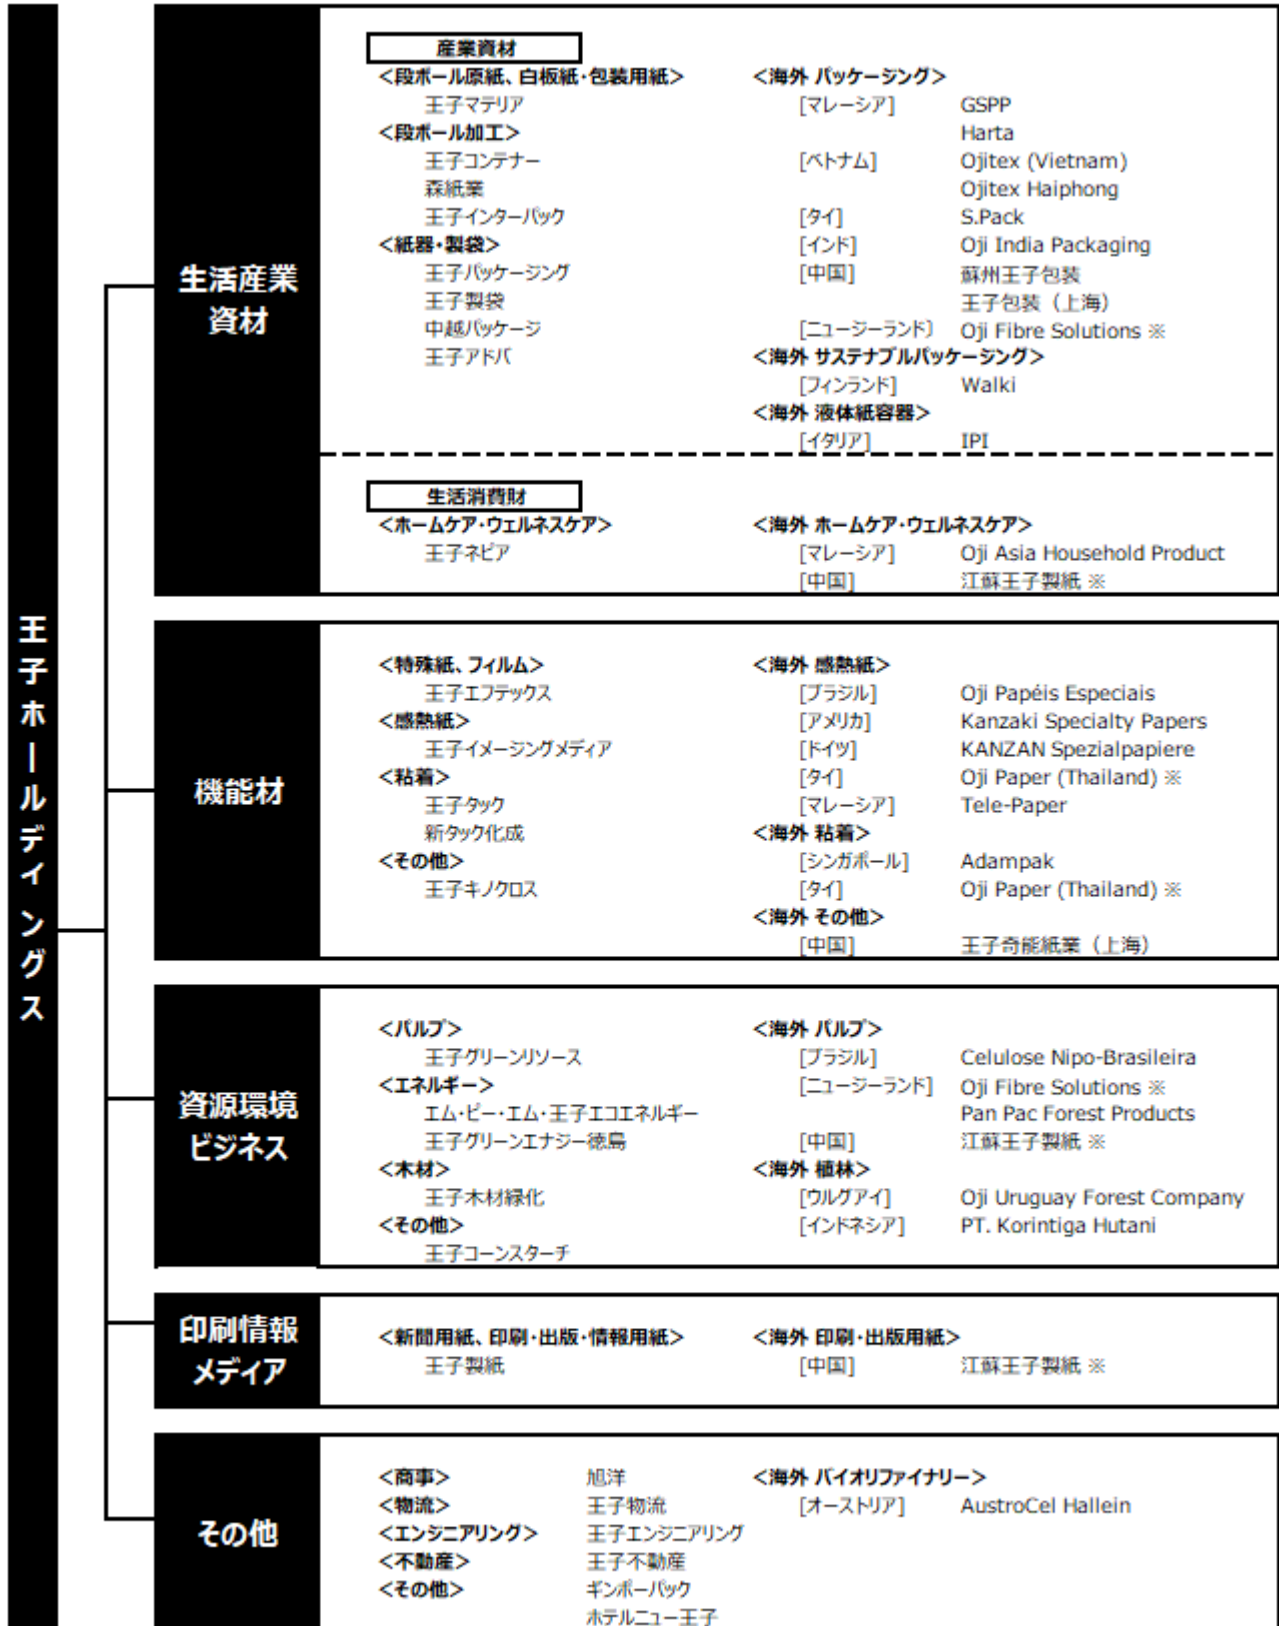 王子ホールディングス
生活産業
資材
産業資材
<段ボール原紙、白板紙・包装用紙>
王子マテリア
<段ボール加工>
王子コンテナー
森紙業
王子インターパック
<紙器・製袋>
王子パッケージング
王子製袋
中越パッケージ
王子アドバ
<海外 パッケージング>
[マレーシア] GSPP
Harta
[ベトナム] Ojitex (Vietnam)
Ojitex Haiphong
[タイ] S.Pack
[インド] Oji India Packaging
[中国] 蘇州王子包装
王子包装（上海）
[ニュージーランド] Oji Fibre Solutions ※
<海外 サステナブルパッケージング>
[フィンランド] Walki
<海外 液体紙容器>
[イタリア] IPI
生活消費財
<ホームケア・ウェルネスケア>
王子ネピア
<海外 ホームケア・ウェルネスケア>
[マレーシア] Oji Asia Household Product
[中国] 江蘇王子製紙 ※
機能材
<特殊紙、フィルム>
王子エフテックス
<感熱紙>
王子イメージングメディア
<粘着>
王子タック
新タック化成
<その他>
王子キノクロス
<海外 感熱紙>
[ブラジル] Oji Papéis Especiais
[アメリカ] Kanzaki Specialty Papers
[ドイツ] KANZAN Spezialpapiere
[タイ] Oji Paper (Thailand) ※
[マレーシア] Tele-Paper
<海外 粘着>
[シンガポール] Adampak
[タイ] Oji Paper (Thailand) ※
<海外 その他>
[中国] 王子奇能紙業（上海）
資源環境
ビジネス
<パルプ>
王子グリーンリソース
<エネルギー>
エム・ピー・エム・王子エコエネルギー
王子グリーンエナジー徳島
<木材>
王子木材緑化
<その他>
王子コーンスターチ
<海外 パルプ>
[ブラジル] Celulose Nipo-Brasileira
[ニュージーランド] Oji Fibre Solutions ※
Pan Pac Forest Products
[中国] 江蘇王子製紙 ※
<海外 植林>
[ウルグアイ] Oji Uruguay Forest Company
[インドネシア] PT. Korintiga Hutani
印刷情報
メディア
<新聞用紙、印刷・出版・情報用紙>
王子製紙
<海外 印刷・出版用紙>
[中国] 江蘇王子製紙 ※
その他
<商事> 旭洋
<物流> 王子物流
<エンジニアリング> 王子エンジニアリング
<不動産> 王子不動産
<その他> ギンポーパック
ホテルニュー王子
<海外 バイオリファイナリー>
[オーストリア] AustroCel Hallein